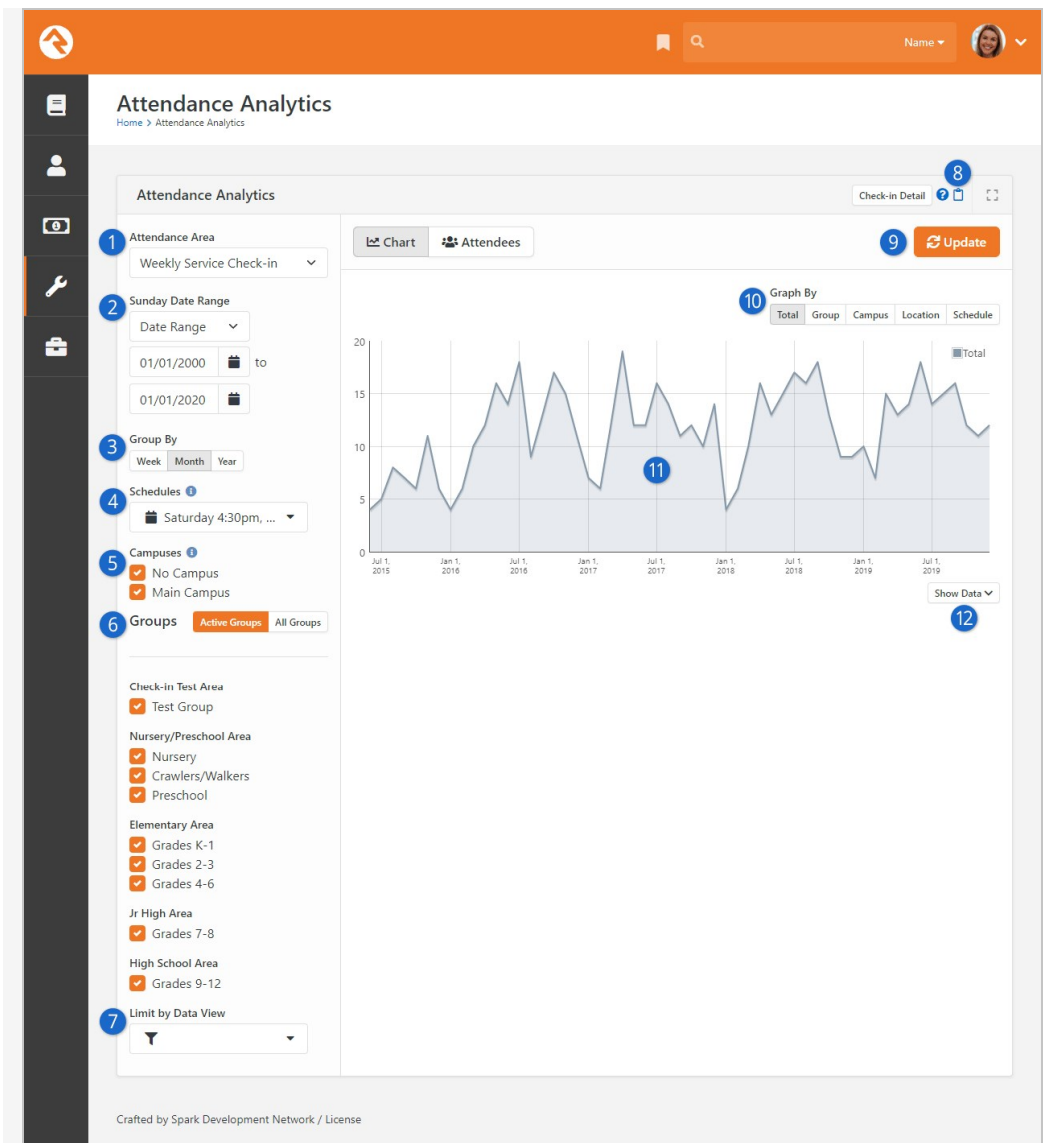 Name
Attendance Analytics
Home > Attendance Analytics
8
Attendance Analytics
Check-in Detail
1
Attendance Area
Weekly Service Check-in
Chart
Attendees
9
Update
2
Sunday Date Range
Date Range
01/01/2000 to
01/01/2020
10
Graph By
Total Group Campus Location Schedule
20
15
10
5
0
Total
11
Jul 1, 2015
Jan 1, 2016
Jul 1, 2016
Jan 1, 2017
Jul 1, 2017
Jan 1, 2018
Jul 1, 2018
Jan 1, 2019
Jul 1, 2019
Show Data
12
3
Group By
Week Month Year
4
Schedules
Saturday 4:30pm, ...
5
Campuses
No Campus
Main Campus
6
Groups
Active Groups All Groups
Check-in Test Area
Test Group
Nursery/Preschool Area
Nursery
Crawlers/Walkers
Preschool
Elementary Area
Grades K-1
Grades 2-3
Grades 4-6
Jr High Area
Grades 7-8
High School Area
Grades 9-12
7
Limit by Data View
Crafted by Spark Development Network / License